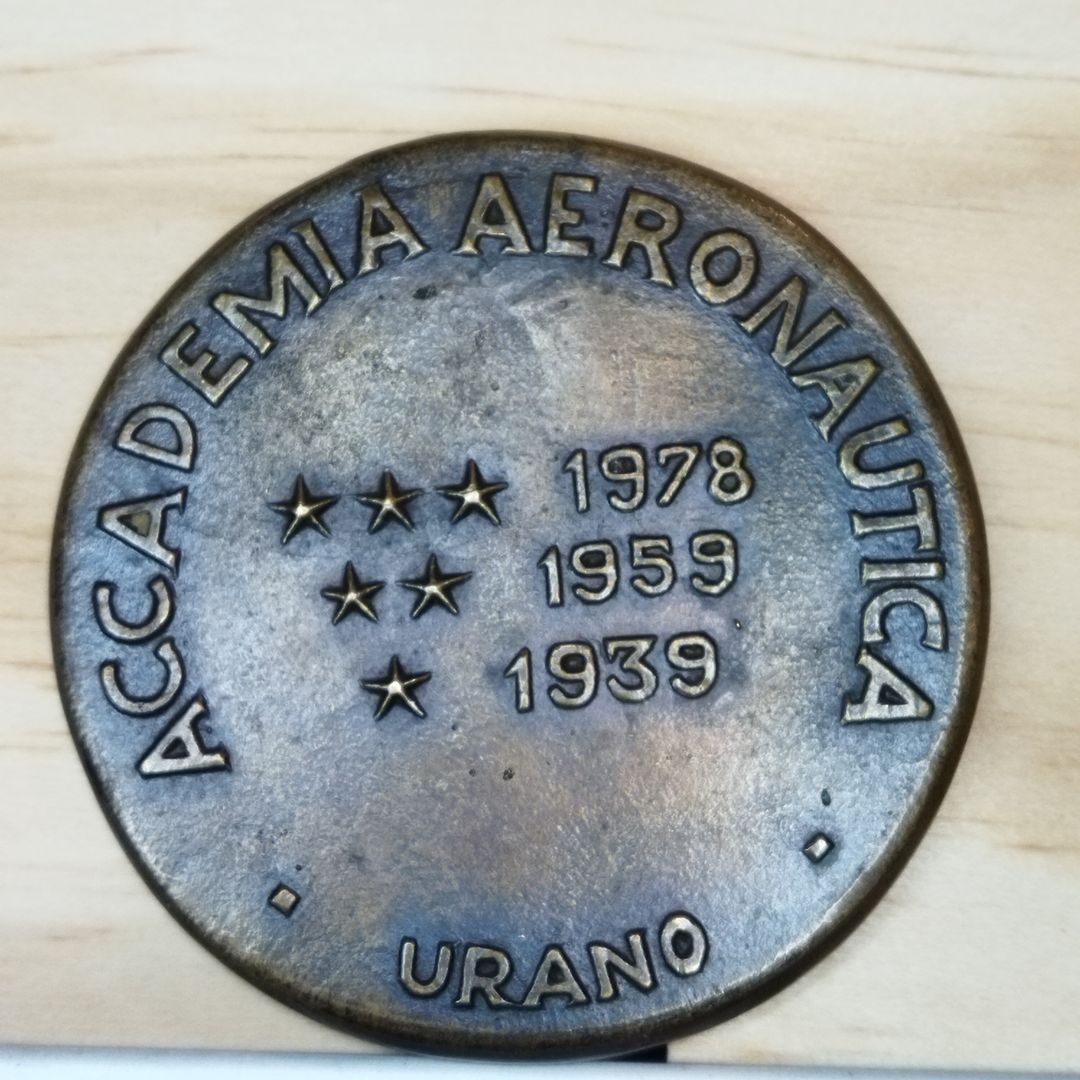 ACCADEMIA AERONAUTICA
1978
1959
1939
URANO